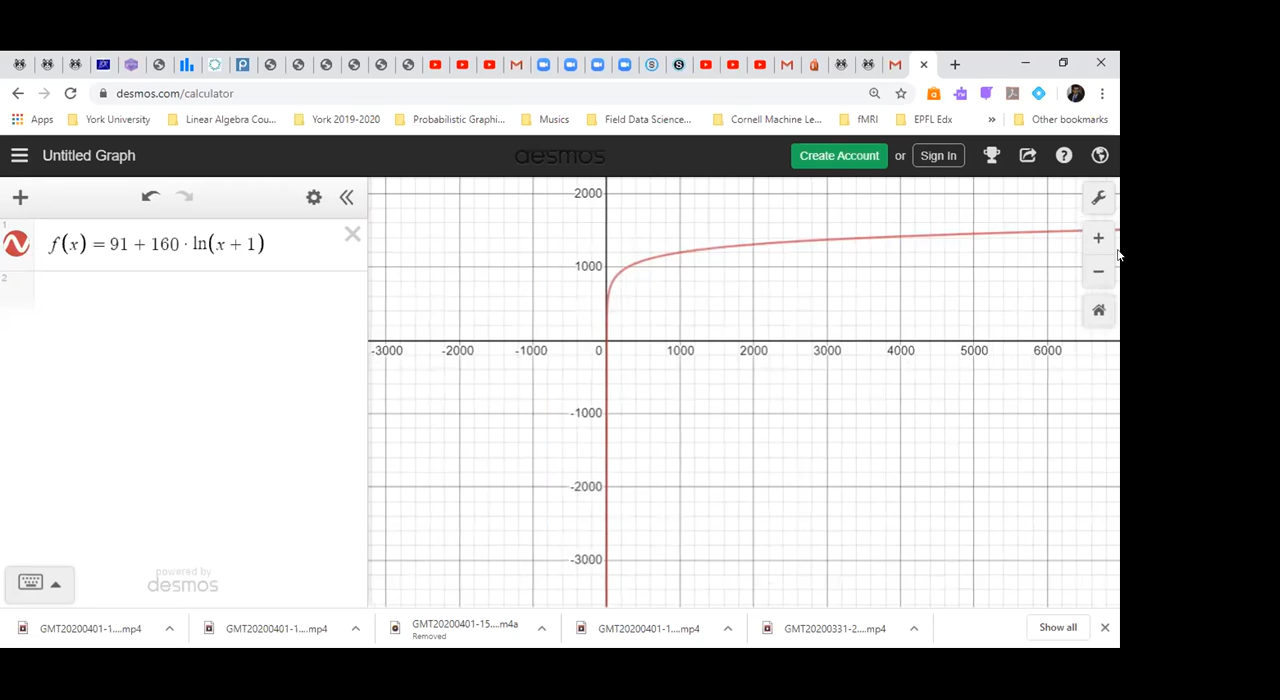 desmos.com/calculator
Apps
York University
Linear Algebra Cou...
York 2019-2020
Probabilistic Graphi...
Musics
Field Data Science...
Cornell Machine Le...
fMRI
EPFL Edx
»
Other bookmarks
Untitled Graph
desmos
Create Account
or
Sign In
1
f(x) = 91 + 160 · ln(x + 1)
2
2000
1000
-3000
-2000
-1000
0
1000
2000
3000
4000
5000
6000
-1000
-2000
-3000
powered by
desmos
GMT20200401-1....mp4
GMT20200401-1....mp4
GMT20200401-15....m4a
Removed
GMT20200401-1....mp4
GMT20200331-2....mp4
Show all